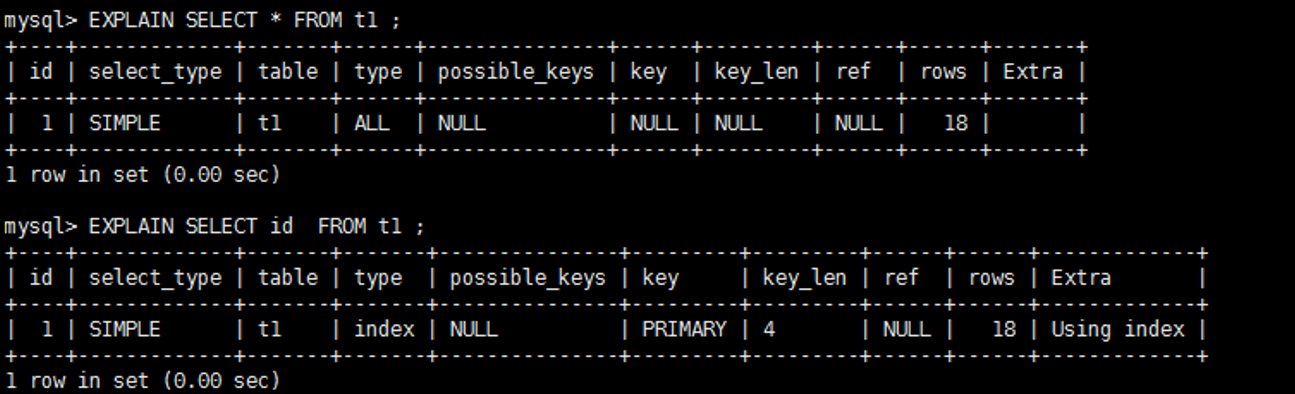 mysql> EXPLAIN SELECT * FROM t1 ;
+----+-------------+-------+------+---------------+------+---------+------+------+-------+
| id | select_type | table | type | possible_keys | key  | key_len | ref  | rows | Extra |
+----+-------------+-------+------+---------------+------+---------+------+------+-------+
|  1 | SIMPLE      | t1    | ALL  | NULL          | NULL | NULL    | NULL |   18 |       |
+----+-------------+-------+------+---------------+------+---------+------+------+-------+
1 row in set (0.00 sec)
mysql> EXPLAIN SELECT id  FROM t1 ;
+----+-------------+-------+-------+---------------+---------+---------+------+------+-------------+
| id | select_type | table | type  | possible_keys | key     | key_len | ref  | rows | Extra       |
+----+-------------+-------+-------+---------------+---------+---------+------+------+-------------+
|  1 | SIMPLE      | t1    | index | NULL          | PRIMARY | 4       | NULL |   18 | Using index |
+----+-------------+-------+-------+---------------+---------+---------+------+------+-------------+
1 row in set (0.00 sec)